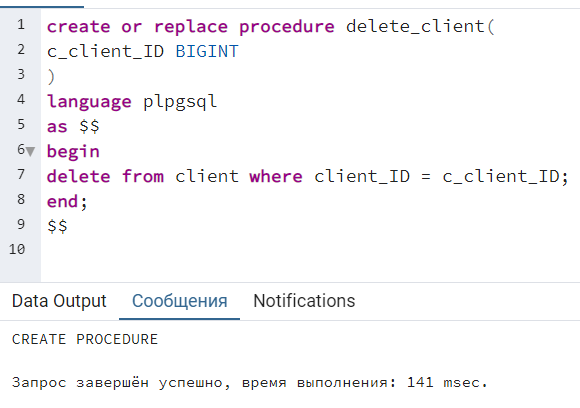 1 create or replace procedure delete_client(
2 c_client_ID BIGINT
3 )
4 language plpgsql
5 as $$
6 begin
7 delete from client where client_ID = c_client_ID;
8 end;
9 $$
10
Data Output Сообщения Notifications
CREATE PROCEDURE
Запрос завершён успешно, время выполнения: 141 msec.